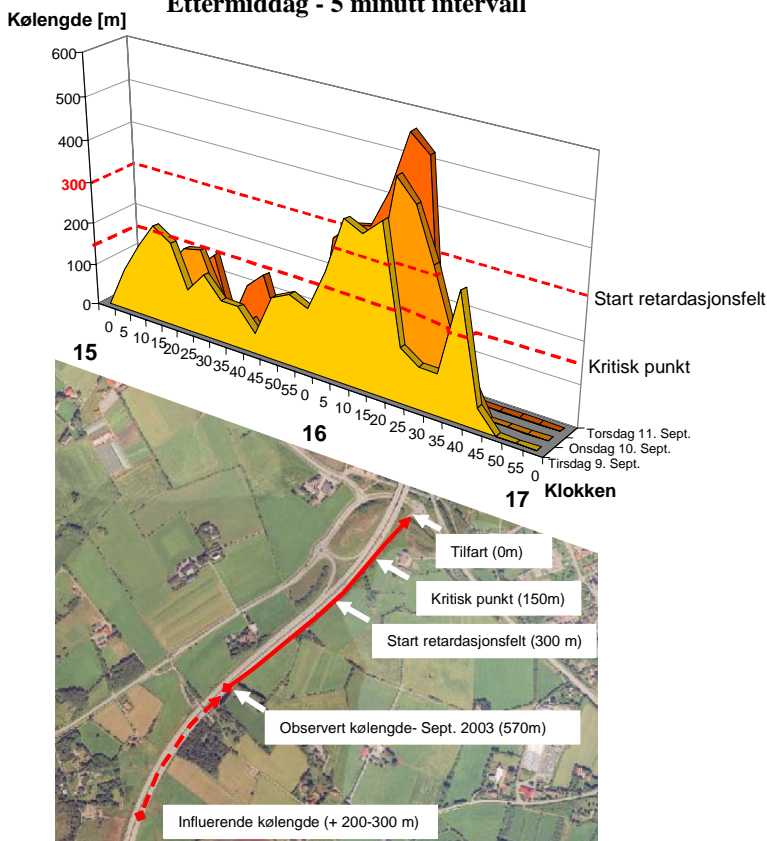 Ettermiddag - 5 minutt intervall
Kølengde [m]
600
500
400
300
200
100
0
Start retardasjonsfelt
Kritisk punkt
0 5 10 15 20 25 30 35 40 45 50 55 0 5 10 15 20 25 30 35 40 45 50 55 0
15
16
17
Torsdag 11. Sept.
Onsdag 10. Sept.
Tirsdag 9. Sept.
Klokken
Tilfart (0m)
Kritisk punkt (150m)
Start retardasjonsfelt (300 m)
Observert kølengde- Sept. 2003 (570m)
Influerende kølengde (+ 200-300 m)